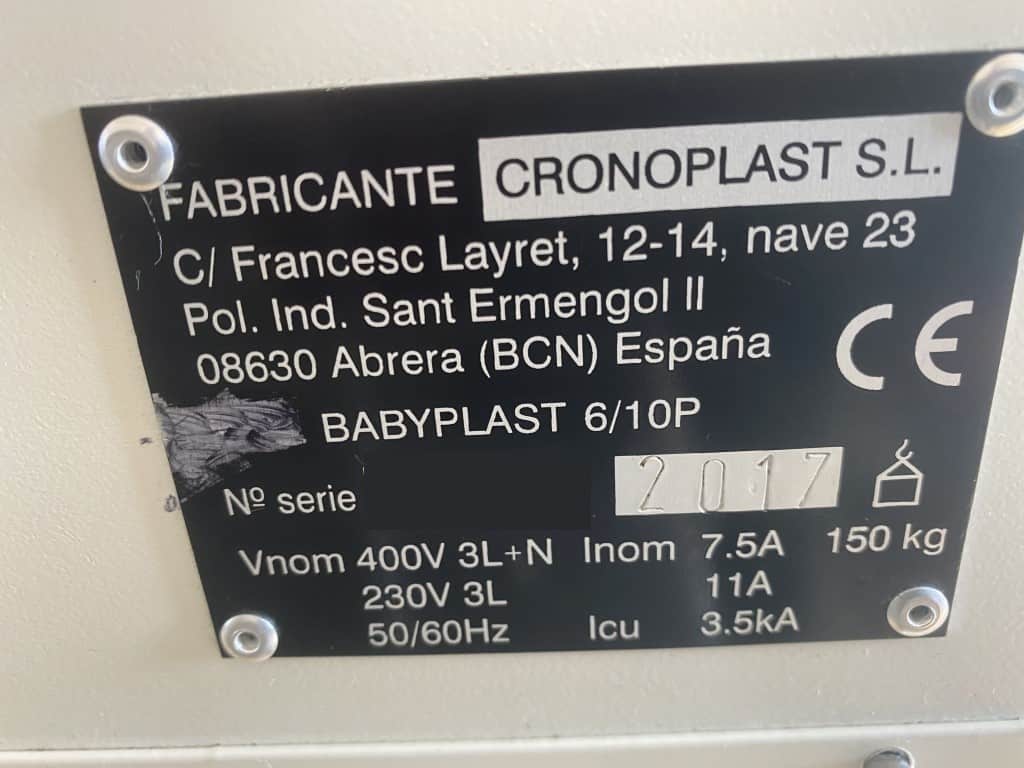 FABRICANTE CRONOPLAST S.L.
C/ Francesc Layret, 12-14, nave 23
Pol. Ind. Sant Ermengol II
08630 Abrera (BCN) España
CE
BABYPLAST 6/10P
Nº serie 2017
Vnom 400V 3L+N Inom 7.5A 150 kg
230V 3L 11A
50/60Hz Icu 3.5kA